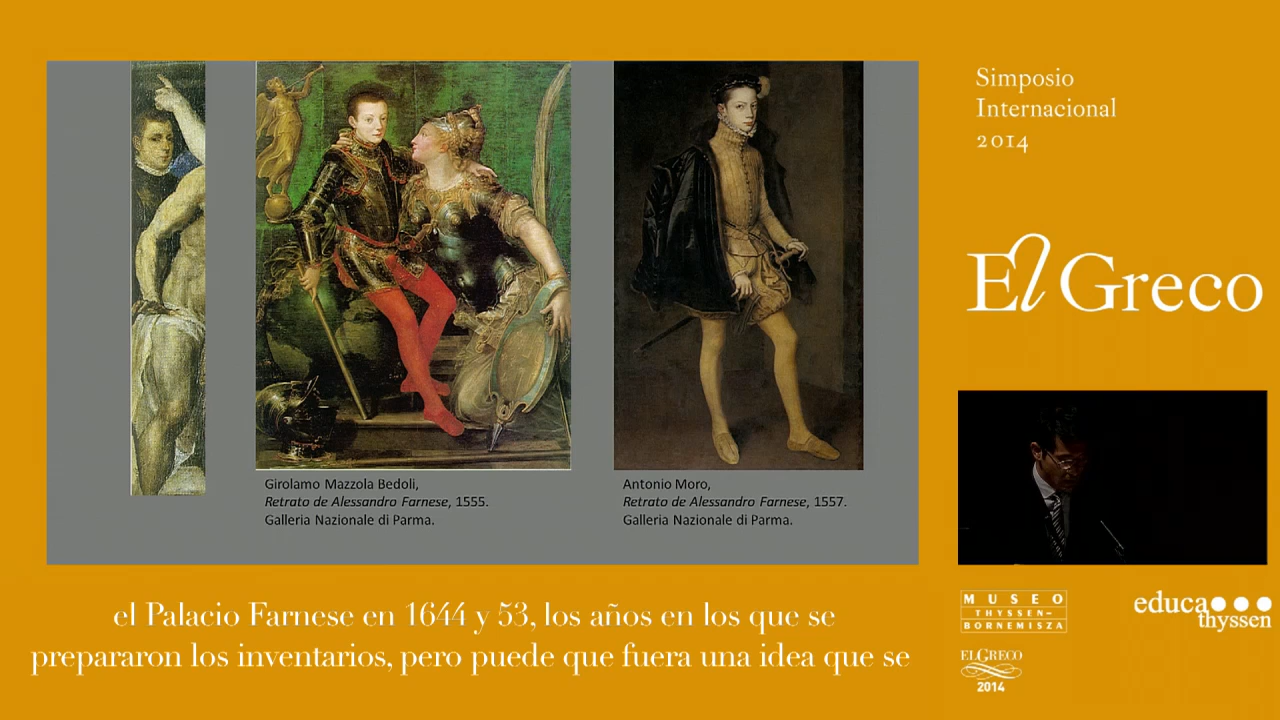 Simposio
Internacional
2014
El Greco
Girolamo Mazzola Bedoli,
Retrato de Alessandro Farnese, 1555.
Galleria Nazionale di Parma.
Antonio Moro,
Retrato de Alessandro Farnese, 1557.
Galleria Nazionale di Parma.
el Palacio Farnese en 1644 y 53, los años en los que se
prepararon los inventarios, pero puede que fuera una idea que se
MUSEO
THYSSEN-
BORNEMISZA
educa
thyssen
ELGRECO
2014